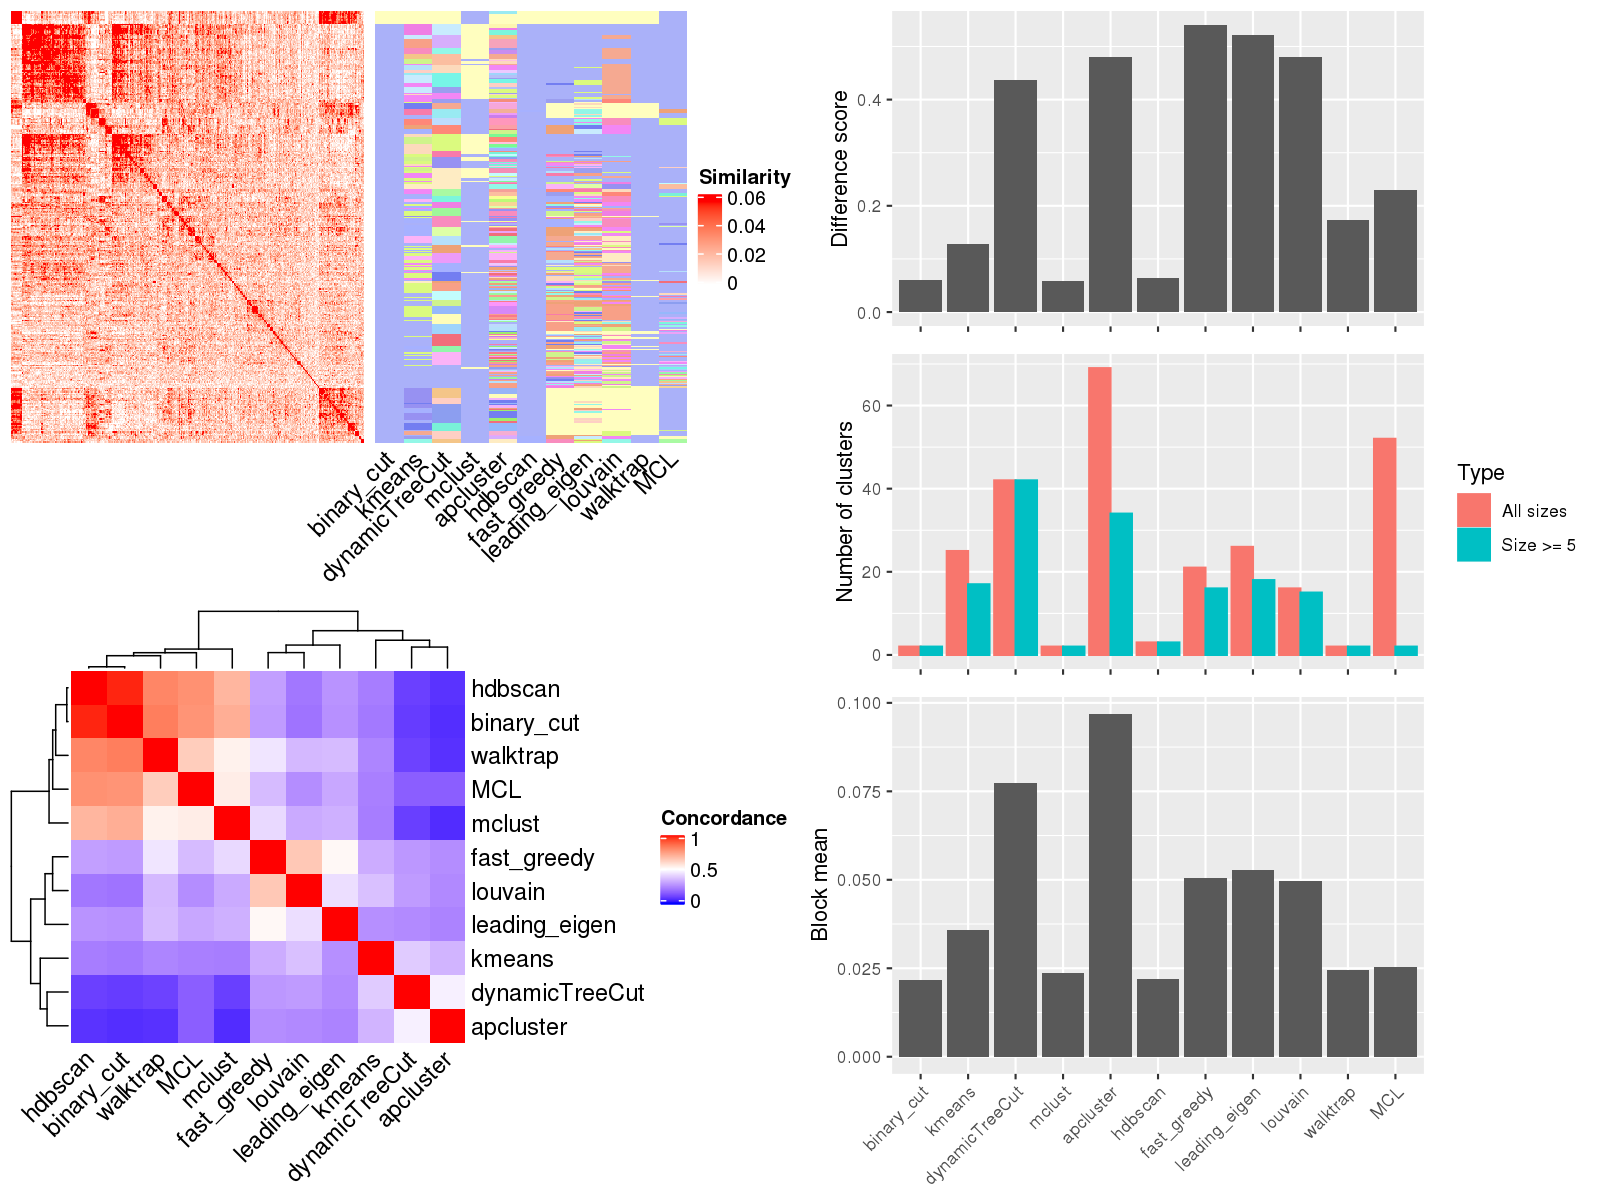 Similarity
0.06
0.04
0.02
0
binary_cut
kmeans
dynamicTreeCut
mclust
apcluster
hdbscan
fast_greedy
leading_eigen
louvain
walktrap
MCL
hdbscan
binary_cut
walktrap
MCL
mclust
fast_greedy
louvain
leading_eigen
kmeans
dynamicTreeCut
apcluster
hdbscan
binary_cut
walktrap
MCL
mclust
fast_greedy
louvain
leading_eigen
kmeans
dynamicTreeCut
apcluster
Concordance
1
0.5
0
Difference score
0.4
0.2
0.0
Number of clusters
60
40
20
0
Type
All sizes
Size >= 5
Block mean
0.100
0.075
0.050
0.025
0.000
binary_cut
kmeans
dynamicTreeCut
mclust
apcluster
hdbscan
fast_greedy
leading_eigen
louvain
walktrap
MCL